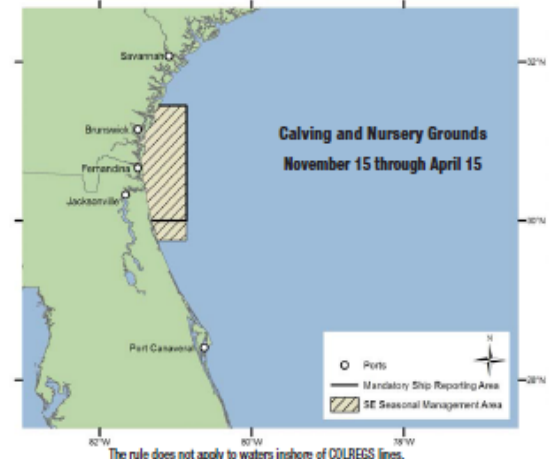 Savannah
32°N
Brunswick
Calving and Nursery Grounds
November 15 through April 15
Fernandina
Jacksonville
30°N
Port Canaveral
N
Ports
Mandatory Ship Reporting Area
SE Seasonal Management Area
28°N
82°W
80°W
78°W
The rule does not apply to waters inshore of COLREGS lines.